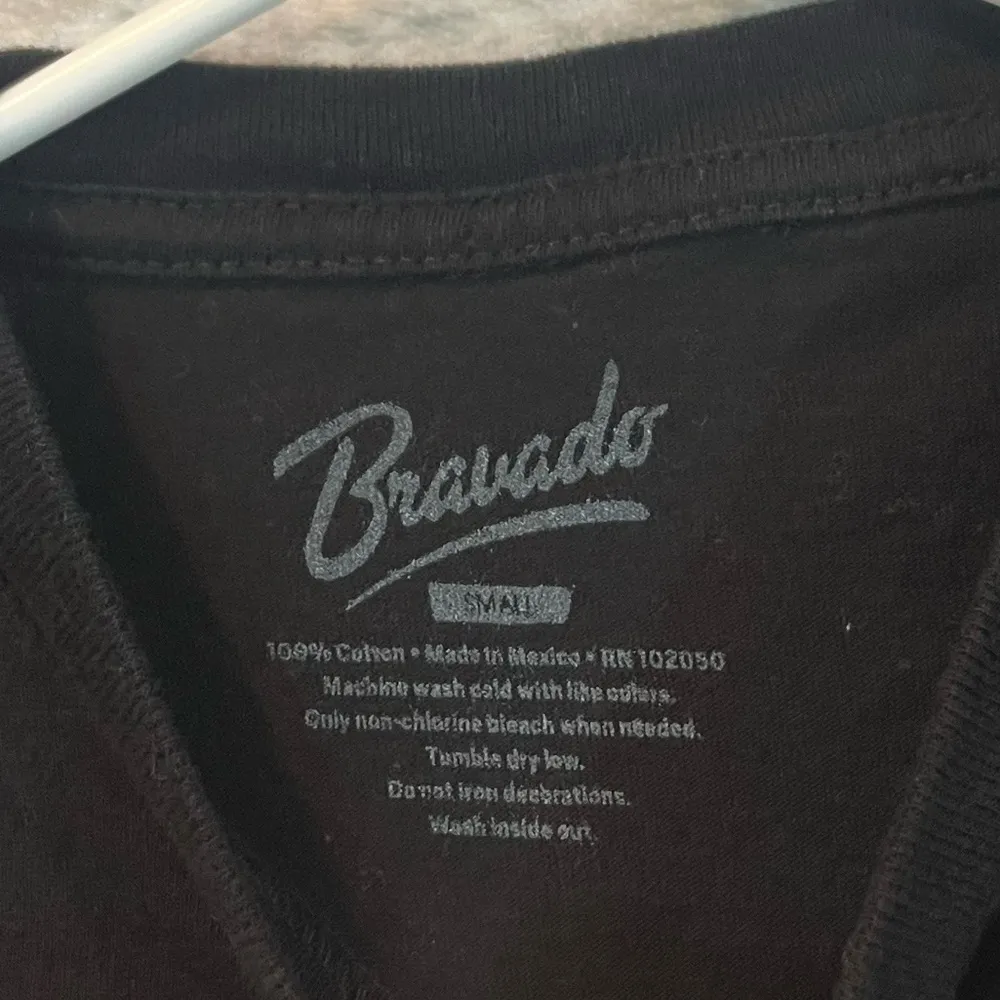 Bravado
SMALL
100% Cotton • Made in Mexico • RN 102050
Machine wash cold with like colors.
Only non-chlorine bleach when needed.
Tumble dry low.
Do not iron decorations.
Wash inside out.